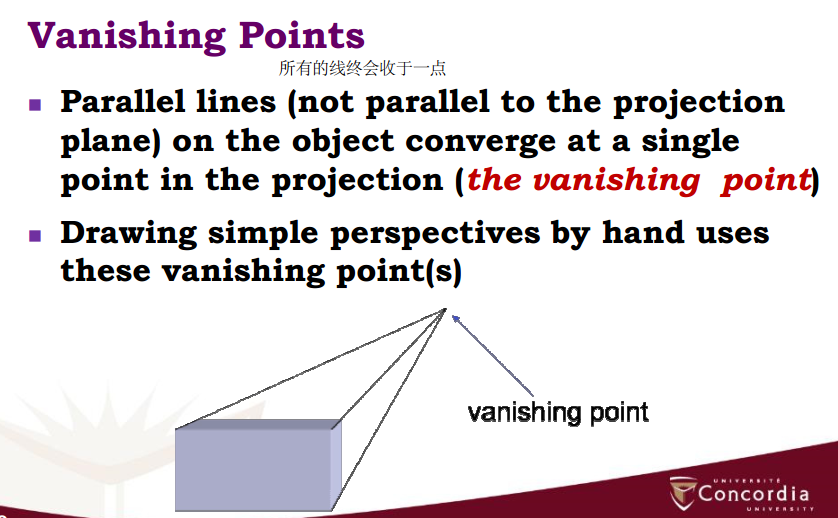 Vanishing Points
所有的线终会收于一点
Parallel lines (not parallel to the projection
plane) on the object converge at a single
point in the projection (the vanishing point)
Drawing simple perspectives by hand uses
these vanishing point(s)
vanishing point
UNIVERSITÉ
Concordia
UNIVERSITY